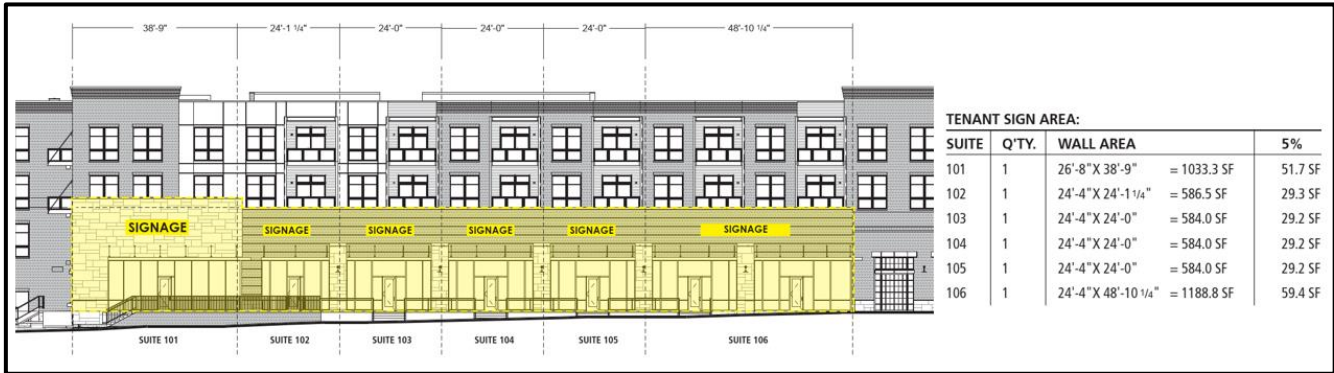 38'-9" 24'-1 1/4" 24'-0" 24'-0" 24'-0" 48'-10 1/4"
SIGNAGE SIGNAGE SIGNAGE SIGNAGE SIGNAGE SIGNAGE
SUITE 101 SUITE 102 SUITE 103 SUITE 104 SUITE 105 SUITE 106
TENANT SIGN AREA:
SUITE Q'TY. WALL AREA 5%
101 1 26'-8"X 38'-9" = 1033.3 SF 51.7 SF
102 1 24'-4"X 24'-1 1/4" = 586.5 SF 29.3 SF
103 1 24'-4"X 24'-0" = 584.0 SF 29.2 SF
104 1 24'-4"X 24'-0" = 584.0 SF 29.2 SF
105 1 24'-4"X 24'-0" = 584.0 SF 29.2 SF
106 1 24'-4"X 48'-10 1/4" = 1188.8 SF 59.4 SF